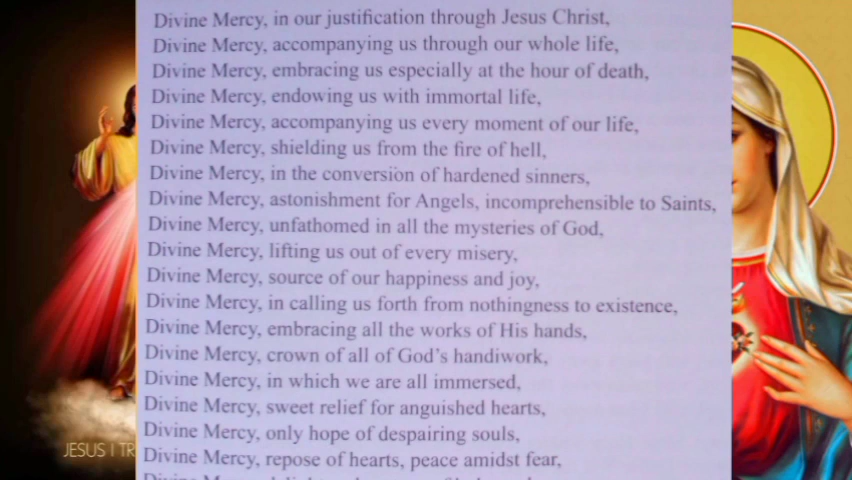 Divine Mercy, in our justification through Jesus Christ,
Divine Mercy, accompanying us through our whole life,
Divine Mercy, embracing us especially at the hour of death,
Divine Mercy, endowing us with immortal life,
Divine Mercy, accompanying us every moment of our life,
Divine Mercy, shielding us from the fire of hell,
Divine Mercy, in the conversion of hardened sinners,
Divine Mercy, astonishment for Angels, incomprehensible to Saints,
Divine Mercy, unfathomed in all the mysteries of God,
Divine Mercy, lifting us out of every misery,
Divine Mercy, source of our happiness and joy,
Divine Mercy, in calling us forth from nothingness to existence,
Divine Mercy, embracing all the works of His hands,
Divine Mercy, crown of all of God's handiwork,
Divine Mercy, in which we are all immersed,
Divine Mercy, sweet relief for anguished hearts,
Divine Mercy, only hope of despairing souls,
Divine Mercy, repose of hearts, peace amidst fear,
JESUS I TR